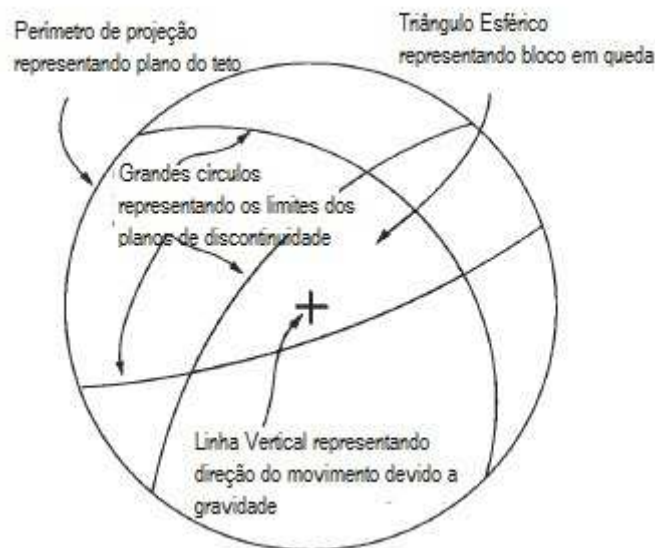 Perímetro de projeção
representando plano do teto
Triângulo Esférico
representando bloco em queda
Grandes círculos
representando os limites dos
planos de discontinuidade
Linha Vertical representando
direção do movimento devido a
gravidade